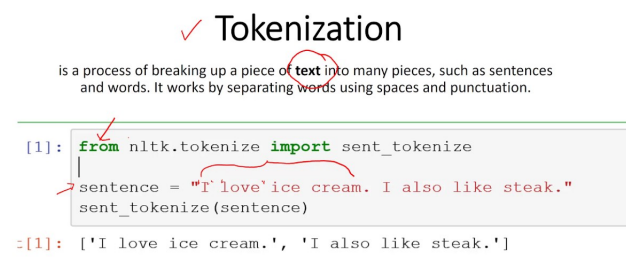 Tokenization
is a process of breaking up a piece of text into many pieces, such as sentences
and words. It works by separating words using spaces and punctuation.
[1]: from nltk.tokenize import sent_tokenize
sentence = "I love ice cream. I also like steak."
sent_tokenize(sentence)
[1]: ['I love ice cream.', 'I also like steak.']